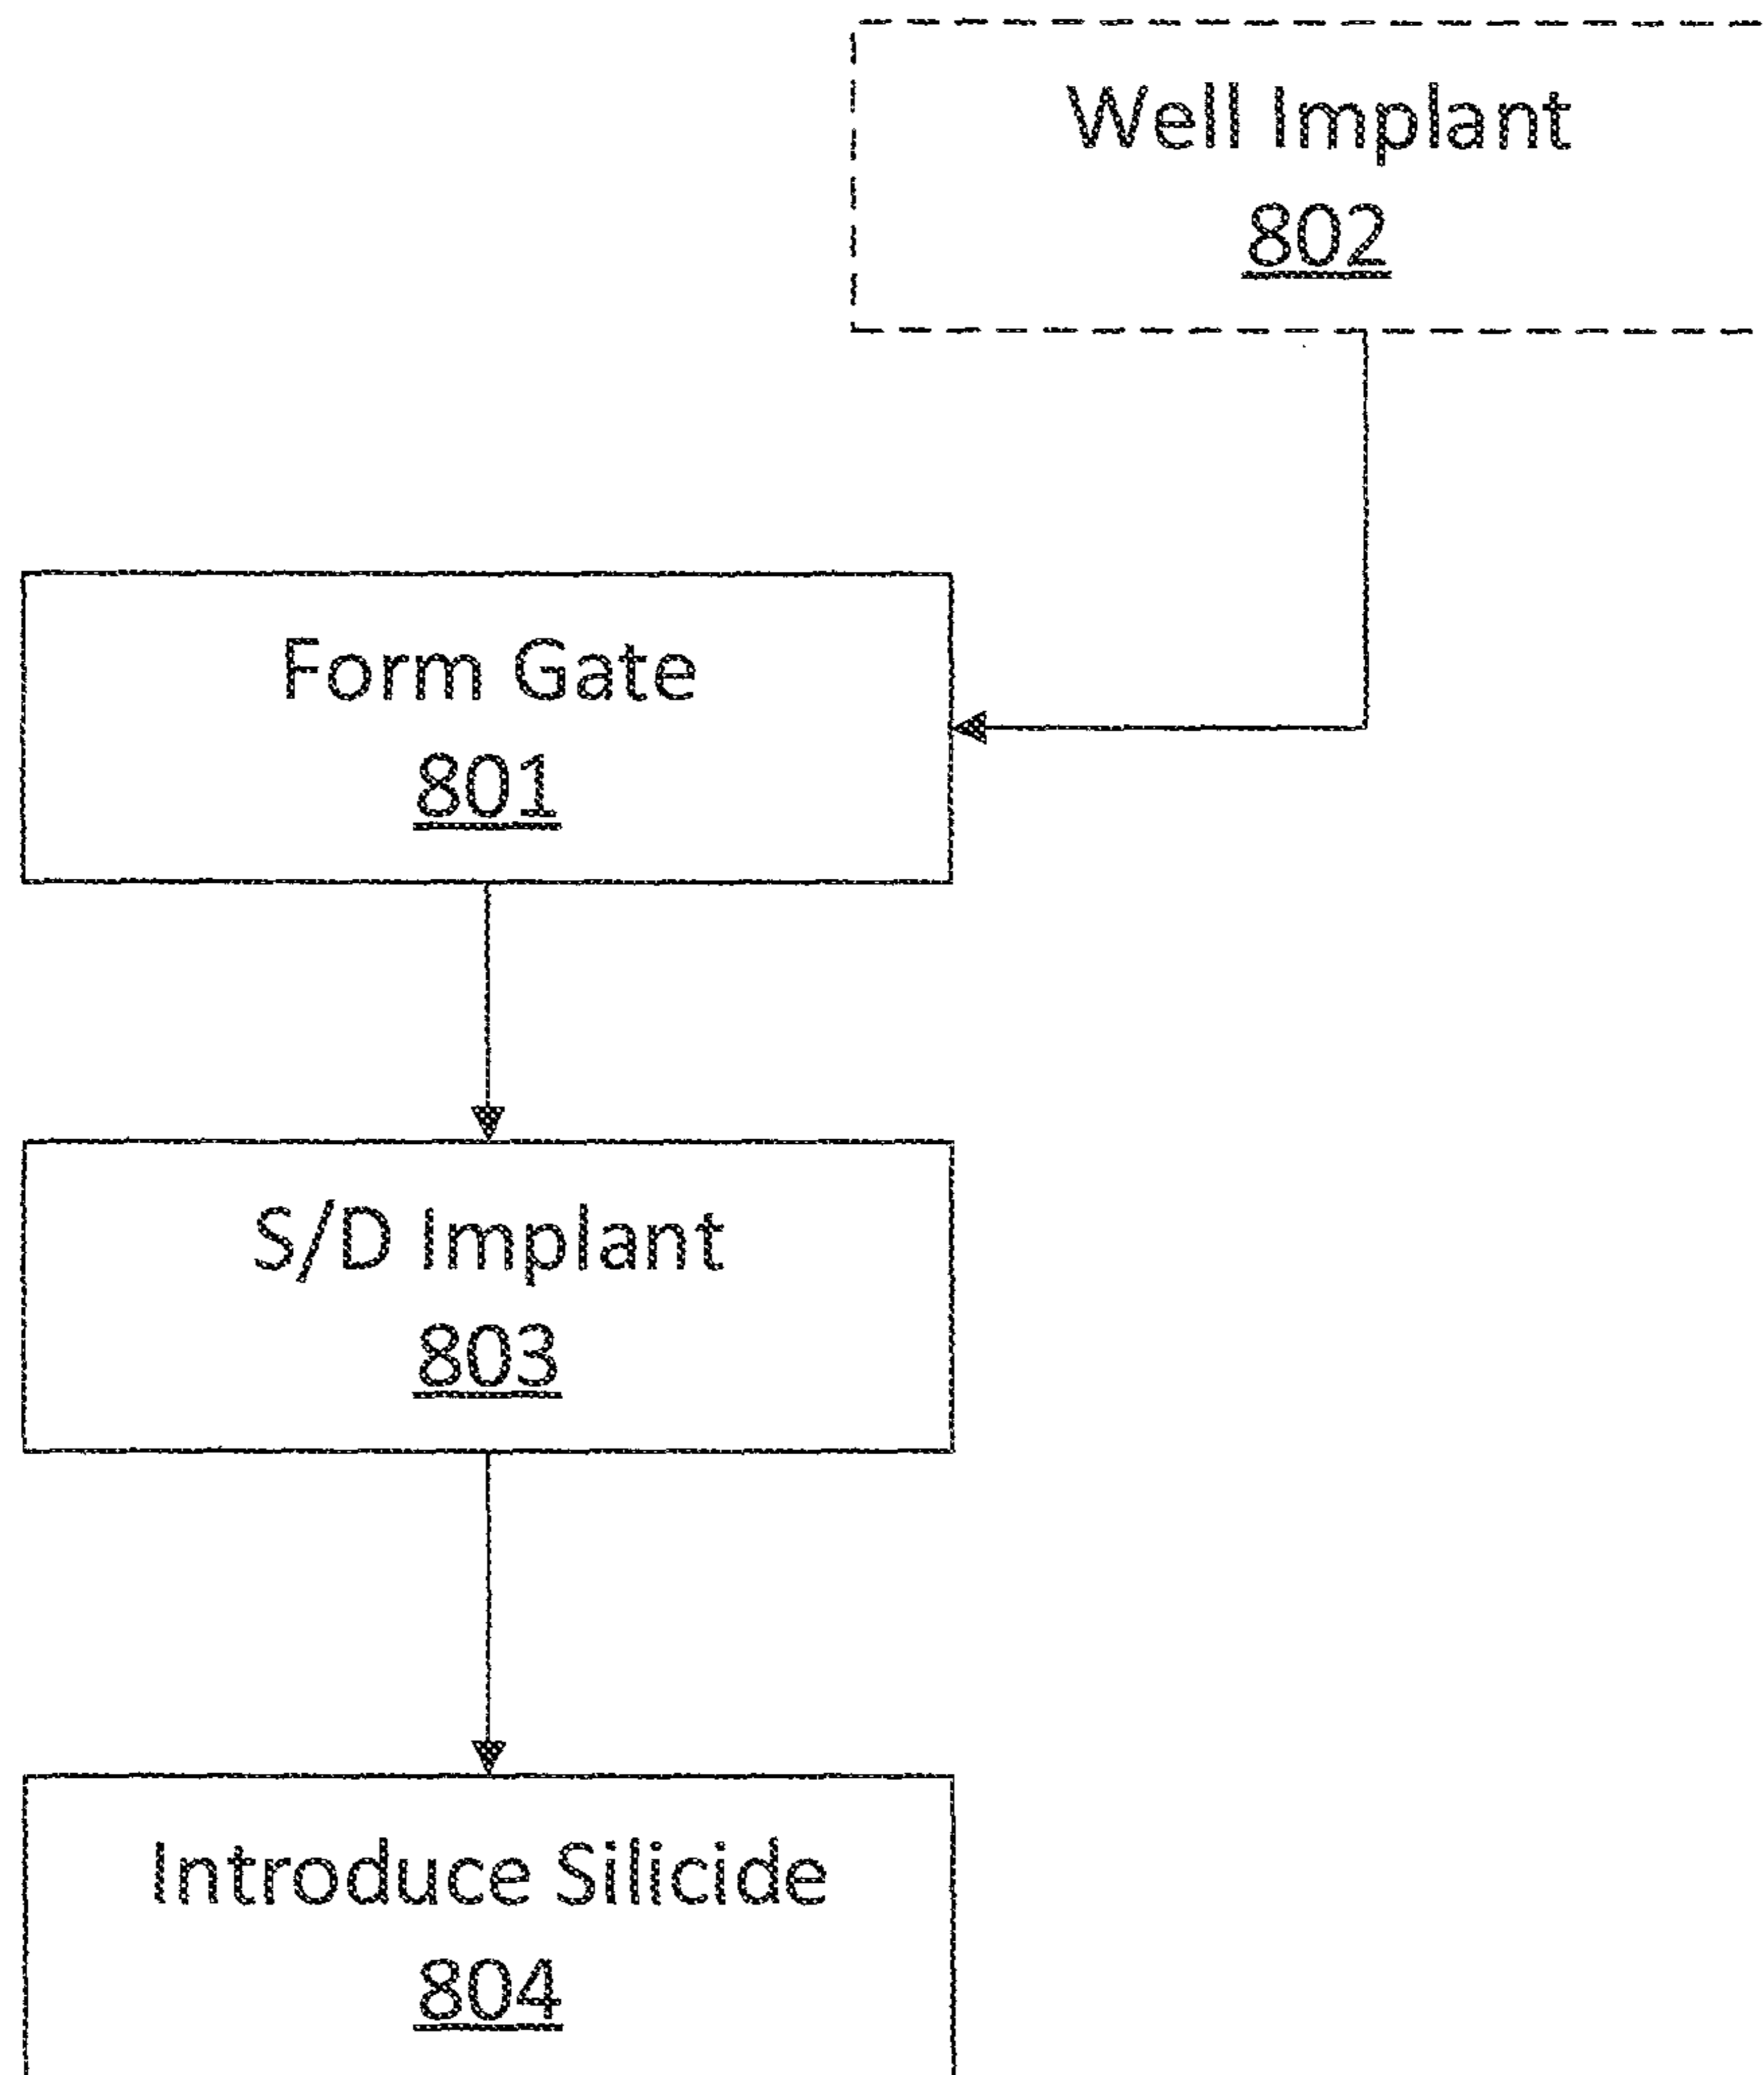 Well Implant
802
Form Gate
801
S/D Implant
803
Introduce Silicide
804